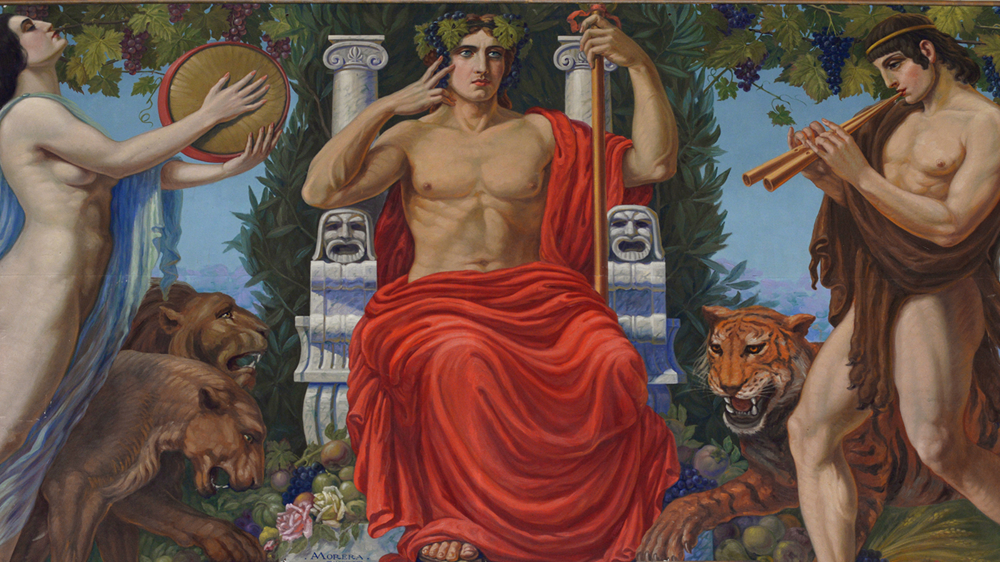 . A MORERA .